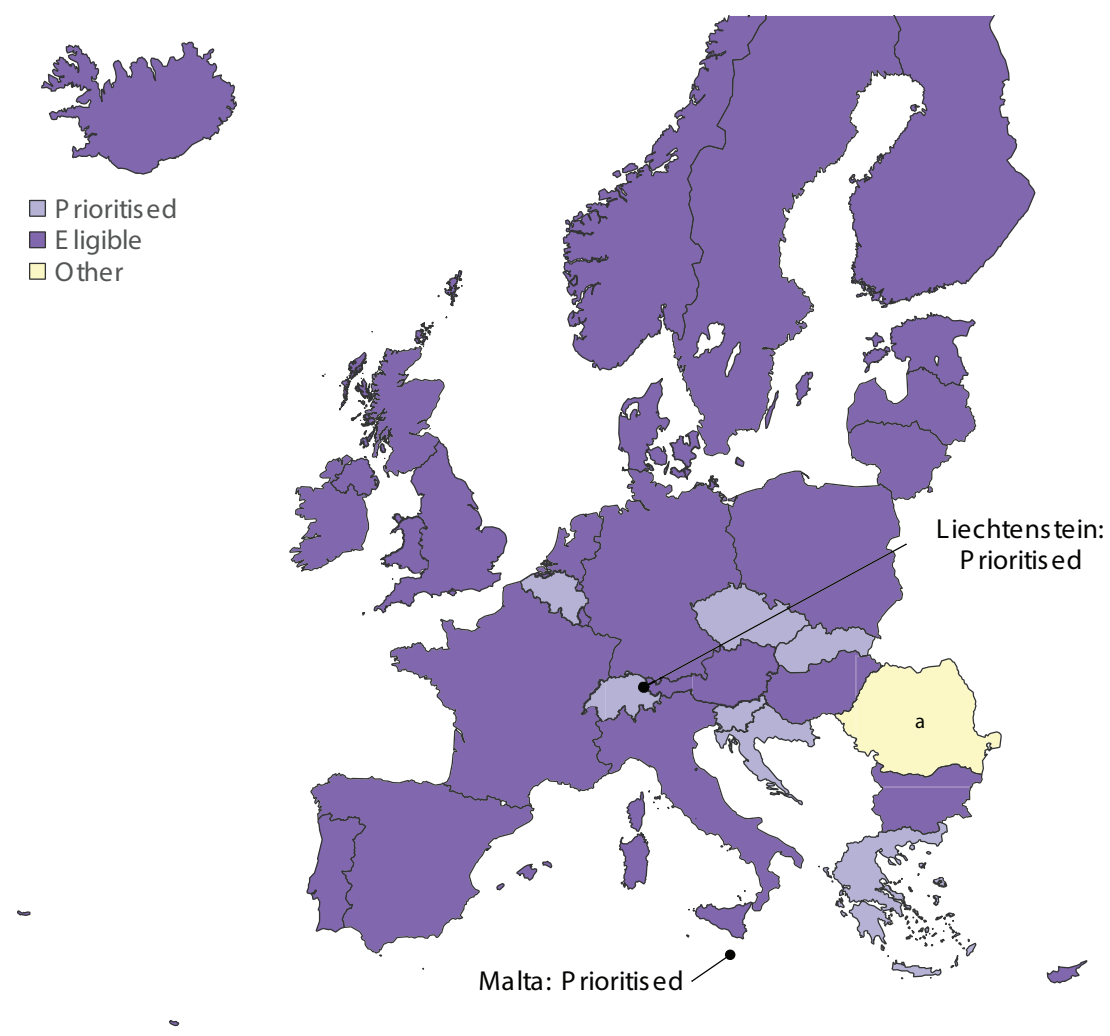 Prioritised
Eligible
Other
Liechtenstein:
Prioritised
a
Malta: Prioritised